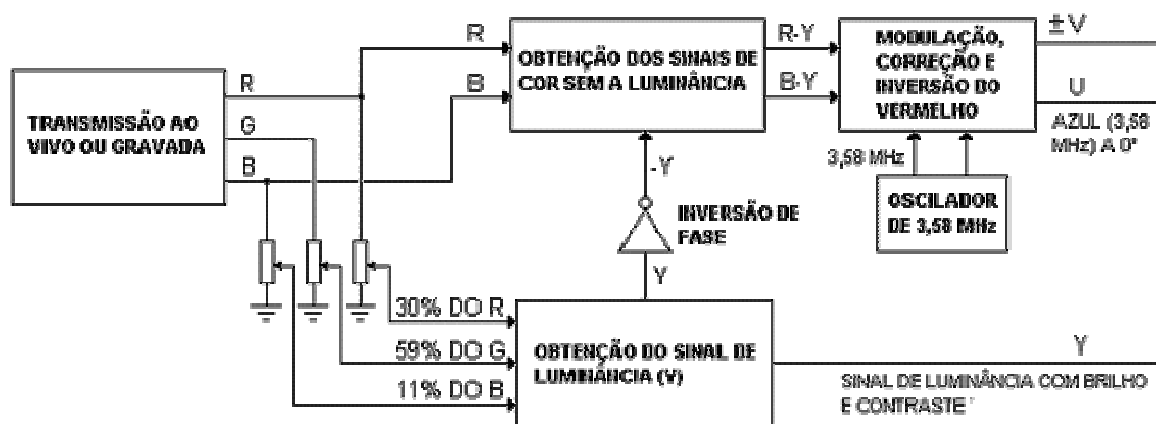 TRANSMISSÃO AO
VIVO OU GRAVADA
R
G
B
R
B
OBTENÇÃO DOS SINAIS DE
COR SEM A LUMINÂNCIA
R-Y
B-Y
MODULAÇÃO,
CORREÇÃO E
INVERSÃO DO
VERMELHO
±V
U
AZUL (3,58
MHz) A 0°
3,58 MHz
OSCILADOR
DE 3,58 MHz
-Y
INVERSÃO DE
FASE
Y
30% DO R
59% DO G
11% DO B
OBTENÇÃO DO SINAL DE
LUMINÂNCIA (Y)
Y
SINAL DE LUMINÂNCIA COM BRILHO
E CONTRASTE